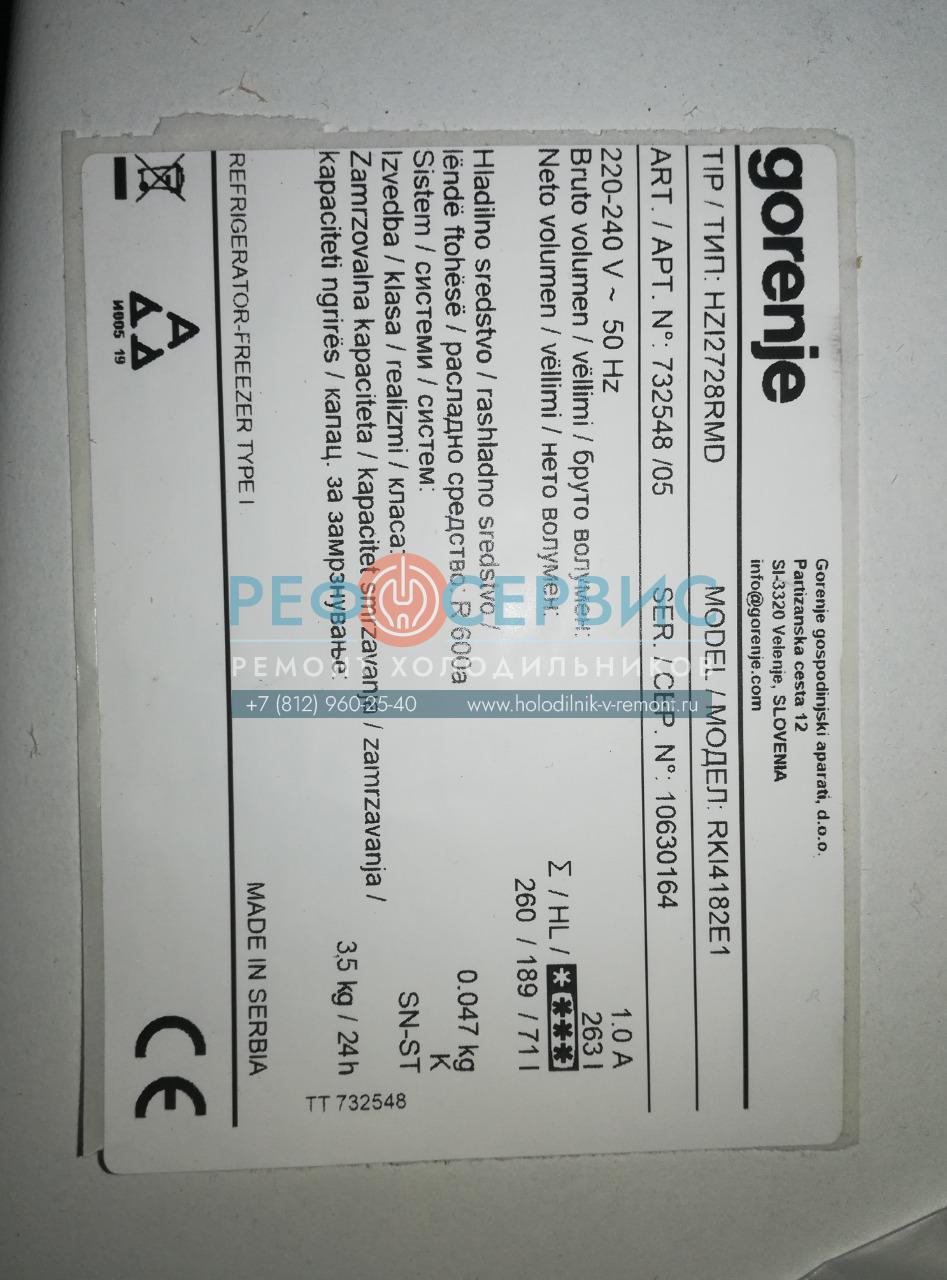 gorenje
Gorenje gospodinjski aparati, d.o.o.
Partizanska cesta 12
SI-3320 Velenje, SLOVENIA
info@gorenje.com
TIP / ТИП: HZI2728RMD MODEL / МОДЕЛ: RKI4182E1
ART. / АРТ. N°: 732548 /05 SER. / СЕР. N°: 10630164
220-240 V ~ 50 Hz 1.0 A
Bruto volumen / vëllimi / бруто волумен: 263 l
Neto volumen / vëllimi / нето волумен: Σ / HL / * ***
260 / 189 / 71 l
Hladilno sredstvo / rashladno sredstvo /
lëndë ftohësë / расладно средство: R 600a 0.047 kg
Sistem / системи / систем: K
Izvedba / klasa / realizmi / класа: SN-ST
Zamrzovalna kapaciteta / kapacitet smrzavanja / zamrzavanja /
kapaciteti ngrirës / капац. за замрзнување: 3,5 kg / 24h
TT 732548
REFRIGERATOR-FREEZER TYPE I MADE IN SERBIA
A
И005 19
CE
РЕФОСЕРВИС
РЕМОНТ ХОЛОДИЛЬНИКОВ
+7 (812) 960-25-40 www.holodilnik-v-remont.ru